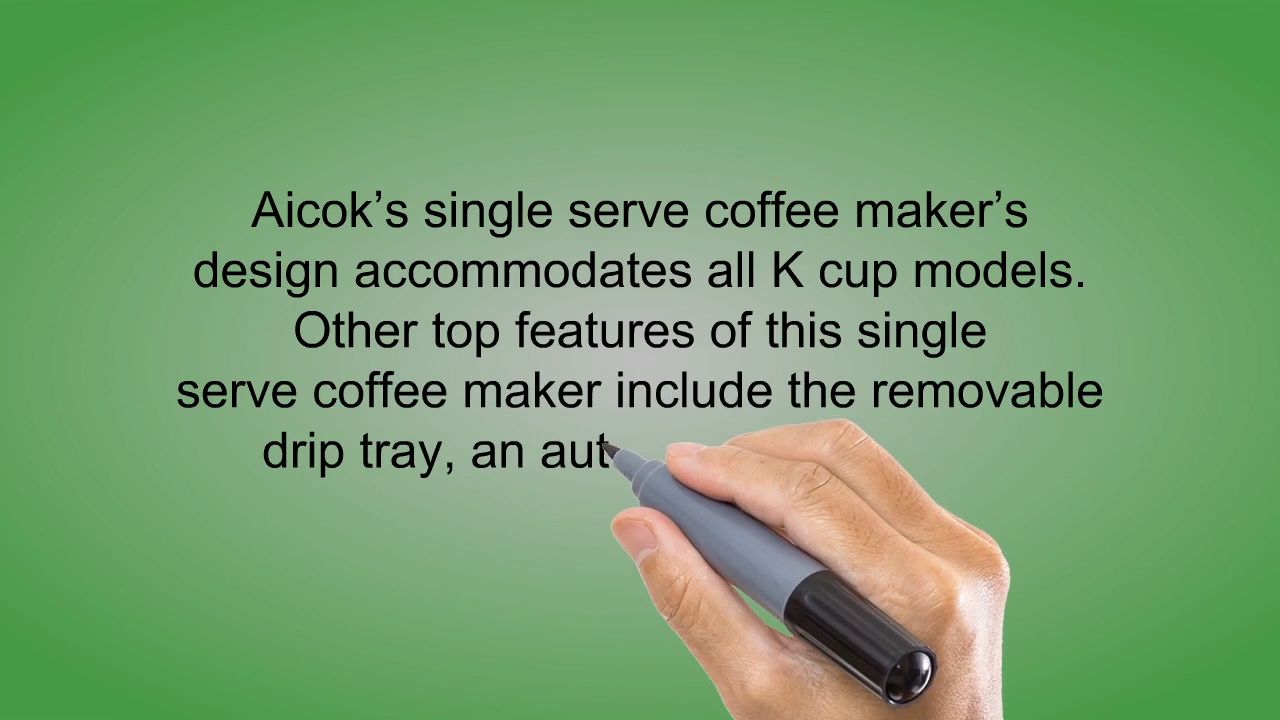 Aicok’s single serve coffee maker’s
design accommodates all K cup models.
Other top features of this single
serve coffee maker include the removable
drip tray, an aut